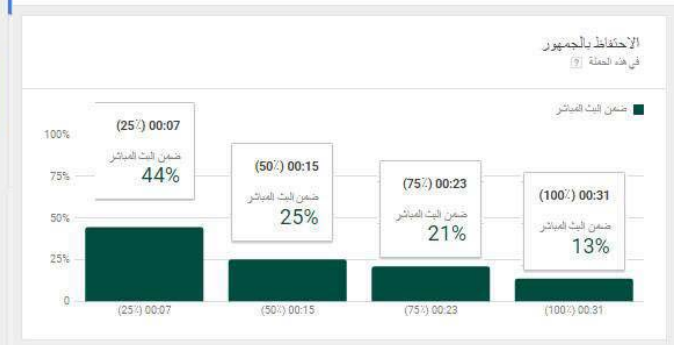 الاحتفاظ بالجمهور
في هذه الحملة ?
ضمن البث المباشر
100%
75%
50%
25%
0
(25٪) 00:07
ضمن البث المباشر
44%
(50٪) 00:15
ضمن البث المباشر
25%
(75٪) 00:23
ضمن البث المباشر
21%
(100٪) 00:31
ضمن البث المباشر
13%
(25٪) 00:07
(50٪) 00:15
(75٪) 00:23
(100٪) 00:31